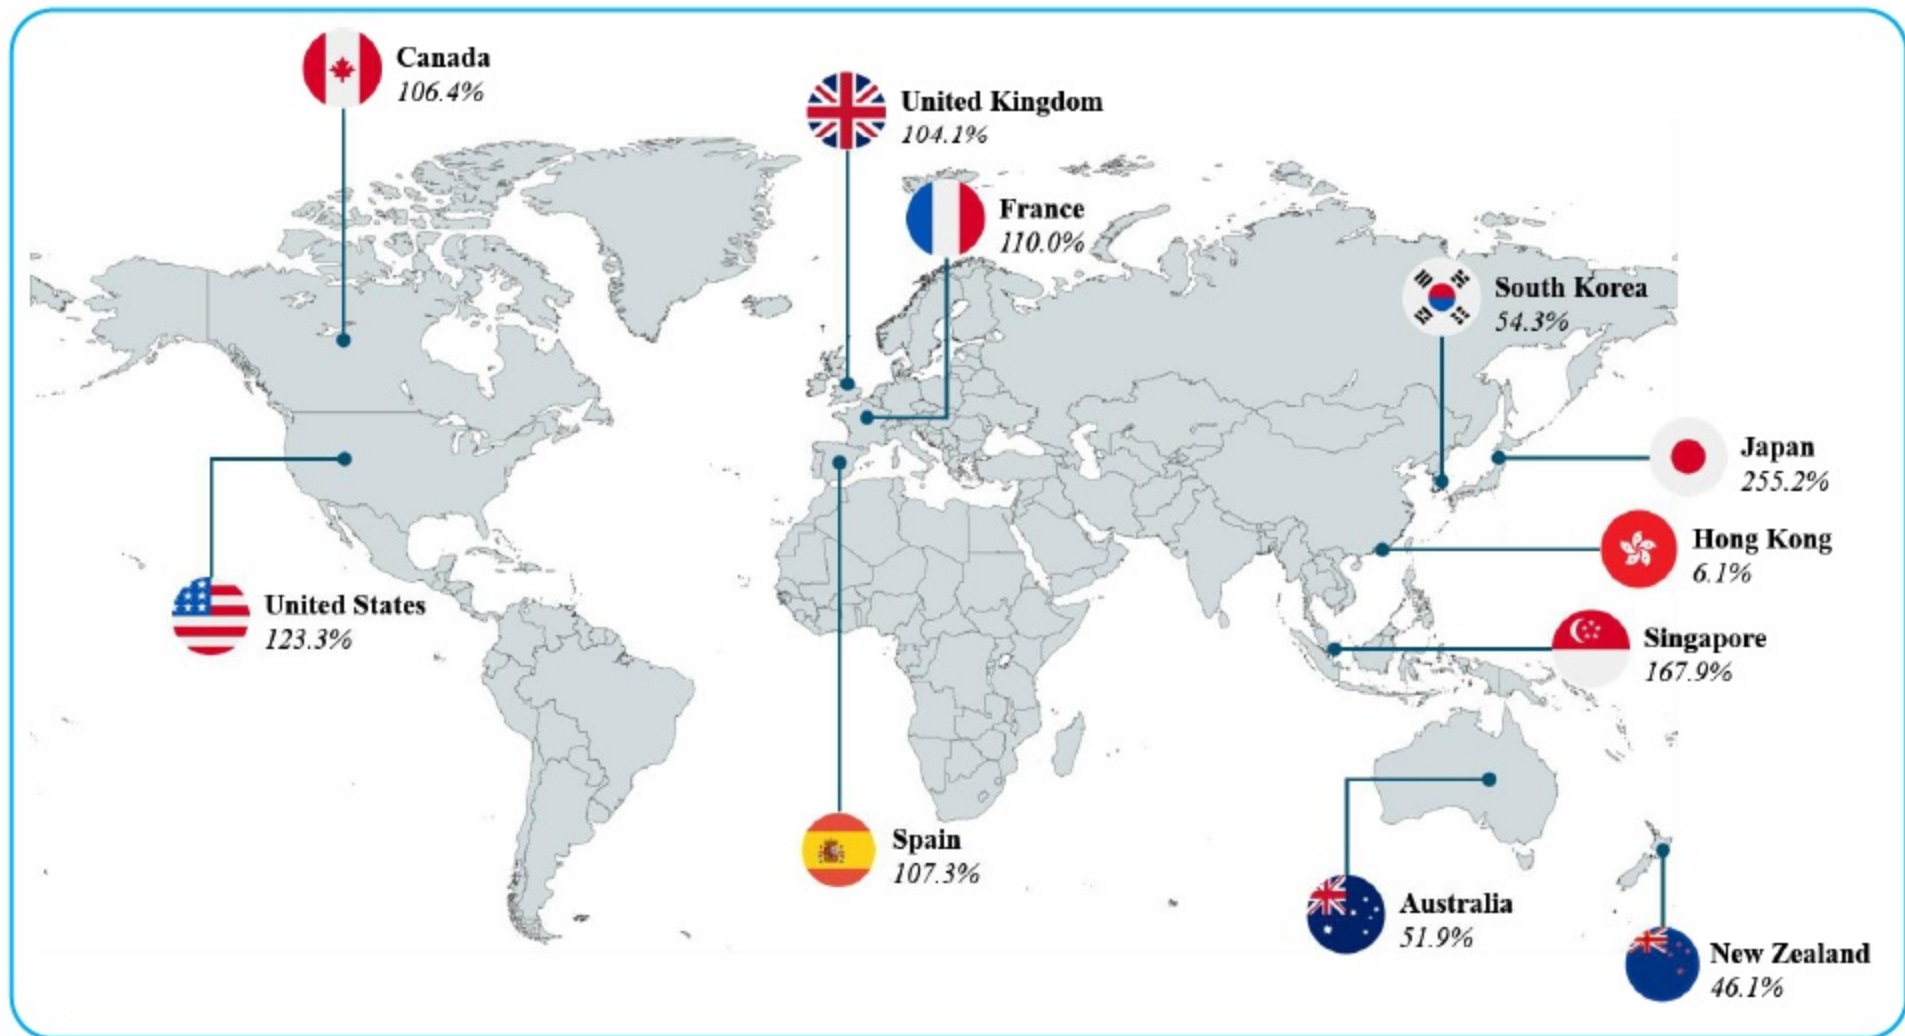 Canada
106.4%
United Kingdom
104.1%
France
110.0%
South Korea
54.3%
Japan
255.2%
Hong Kong
6.1%
United States
123.3%
Singapore
167.9%
Spain
107.3%
Australia
51.9%
New Zealand
46.1%